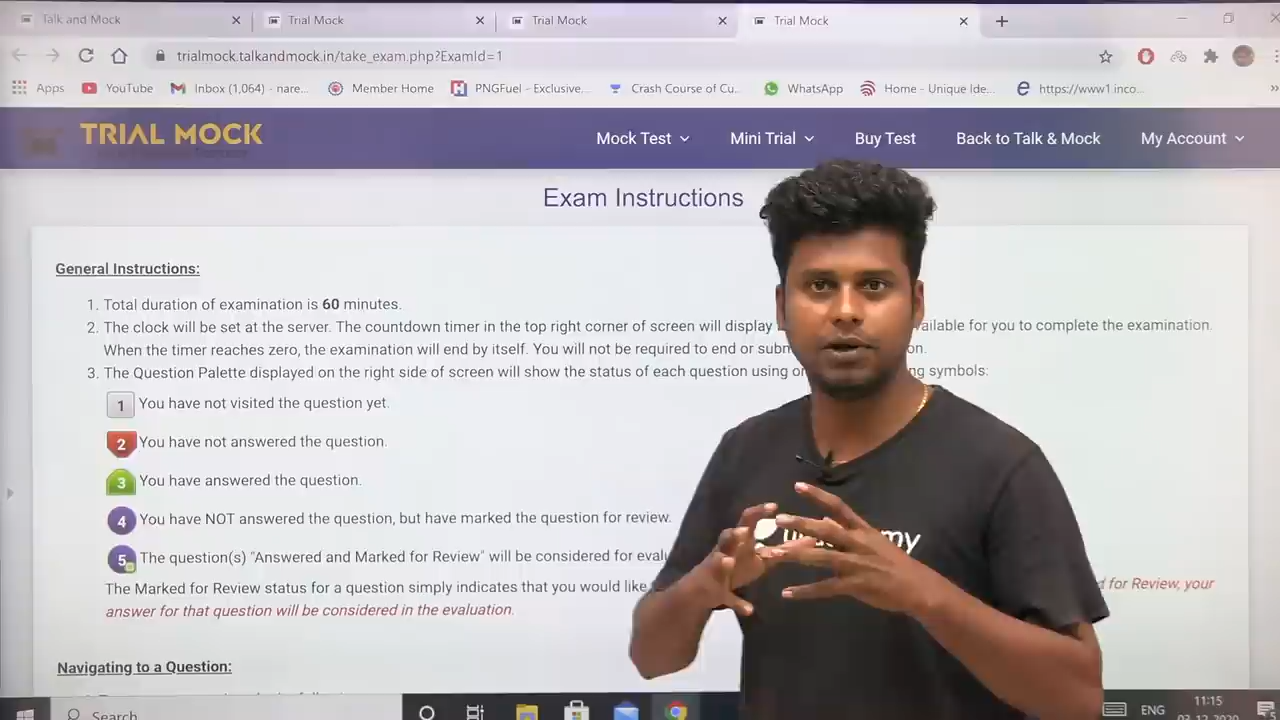 Talk and Mock
Trial Mock
Trial Mock
Trial Mock
trialmock.talkandmock.in/take_exam.php?ExamId=1
Apps
YouTube
Inbox (1,064) - nare...
Member Home
PNGFuel - Exclusive...
Crash Course of Cu...
WhatsApp
Home - Unique Ide...
https://www1.inco...
TRIAL MOCK
Mock Test
Mini Trial
Buy Test
Back to Talk & Mock
My Account
Exam Instructions
General Instructions:
1. Total duration of examination is 60 minutes.
2. The clock will be set at the server. The countdown timer in the top right corner of screen will display available for you to complete the examination.
When the timer reaches zero, the examination will end by itself. You will not be required to end or
3. The Question Palette displayed on the right side of screen will show the status of each question using symbols:
1 You have not visited the question yet.
2 You have not answered the question.
3 You have answered the question.
4 You have NOT answered the question, but have marked the question for review.
5 The question(s) "Answered and Marked for Review" will be considered for
The Marked for Review status for a question simply indicates that you would like for Review, your
answer for that question will be considered in the evaluation.
Navigating to a Question:
Search
ENG
11:15
03-12-2020